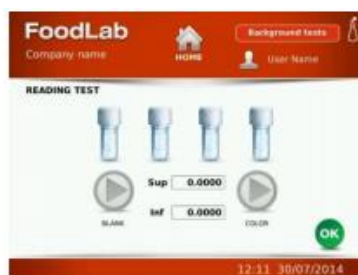 FoodLab
Company name
HOME
Background tests
User Name
READING TEST
Sup 0.0000
Inf 0.0000
BLANK
COLOR
OK
12:11 30/07/2014